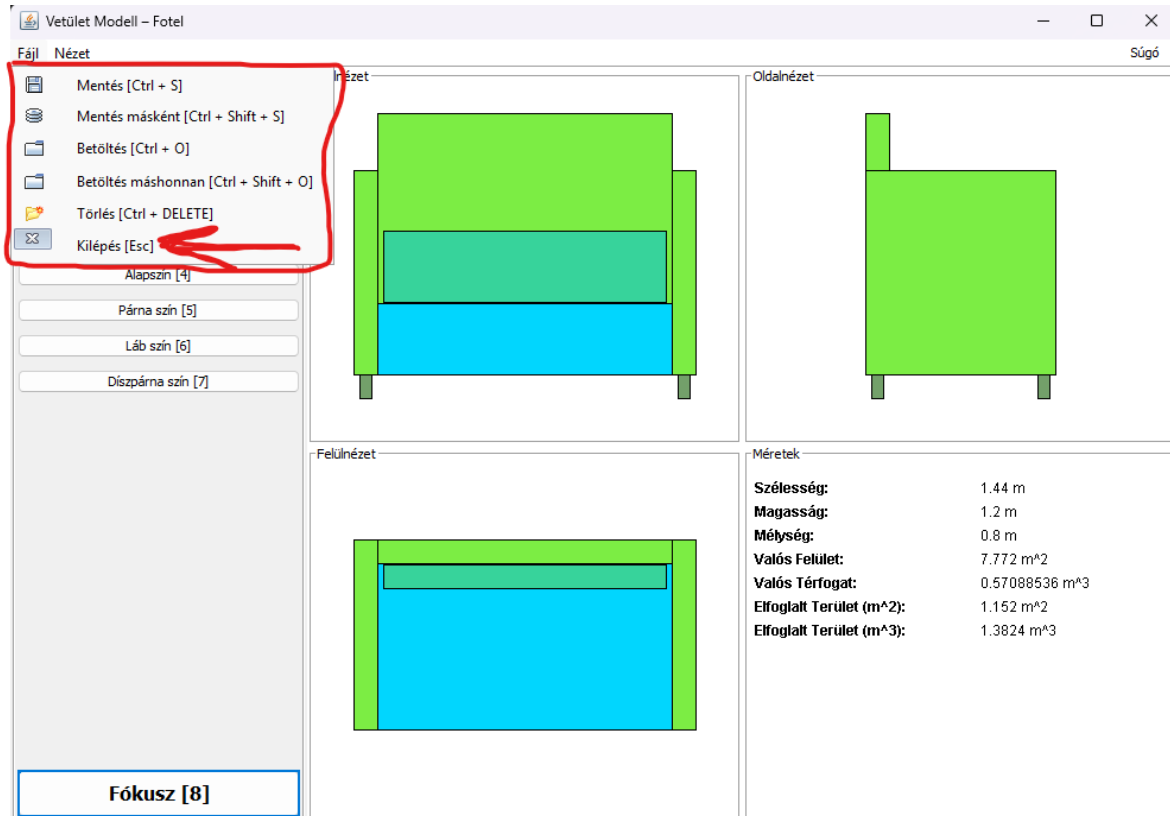 Vetület Modell – Fotel
Fájl Nézet Súgó
Mentés [Ctrl + S]
Mentés másként [Ctrl + Shift + S]
Betöltés [Ctrl + O]
Betöltés máshonnan [Ctrl + Shift + O]
Törlés [Ctrl + DELETE]
Kilépés [Esc]
Alapszín [4]
Párna szín [5]
Láb szín [6]
Díszpárna szín [7]
Fókusz [8]
Oldalnézet
Felülnézet
Méretek
Szélesség: 1.44 m
Magasság: 1.2 m
Mélység: 0.8 m
Valós Felület: 7.772 m^2
Valós Térfogat: 0.57088536 m^3
Elfoglalt Terület (m^2): 1.152 m^2
Elfoglalt Terület (m^3): 1.3824 m^3